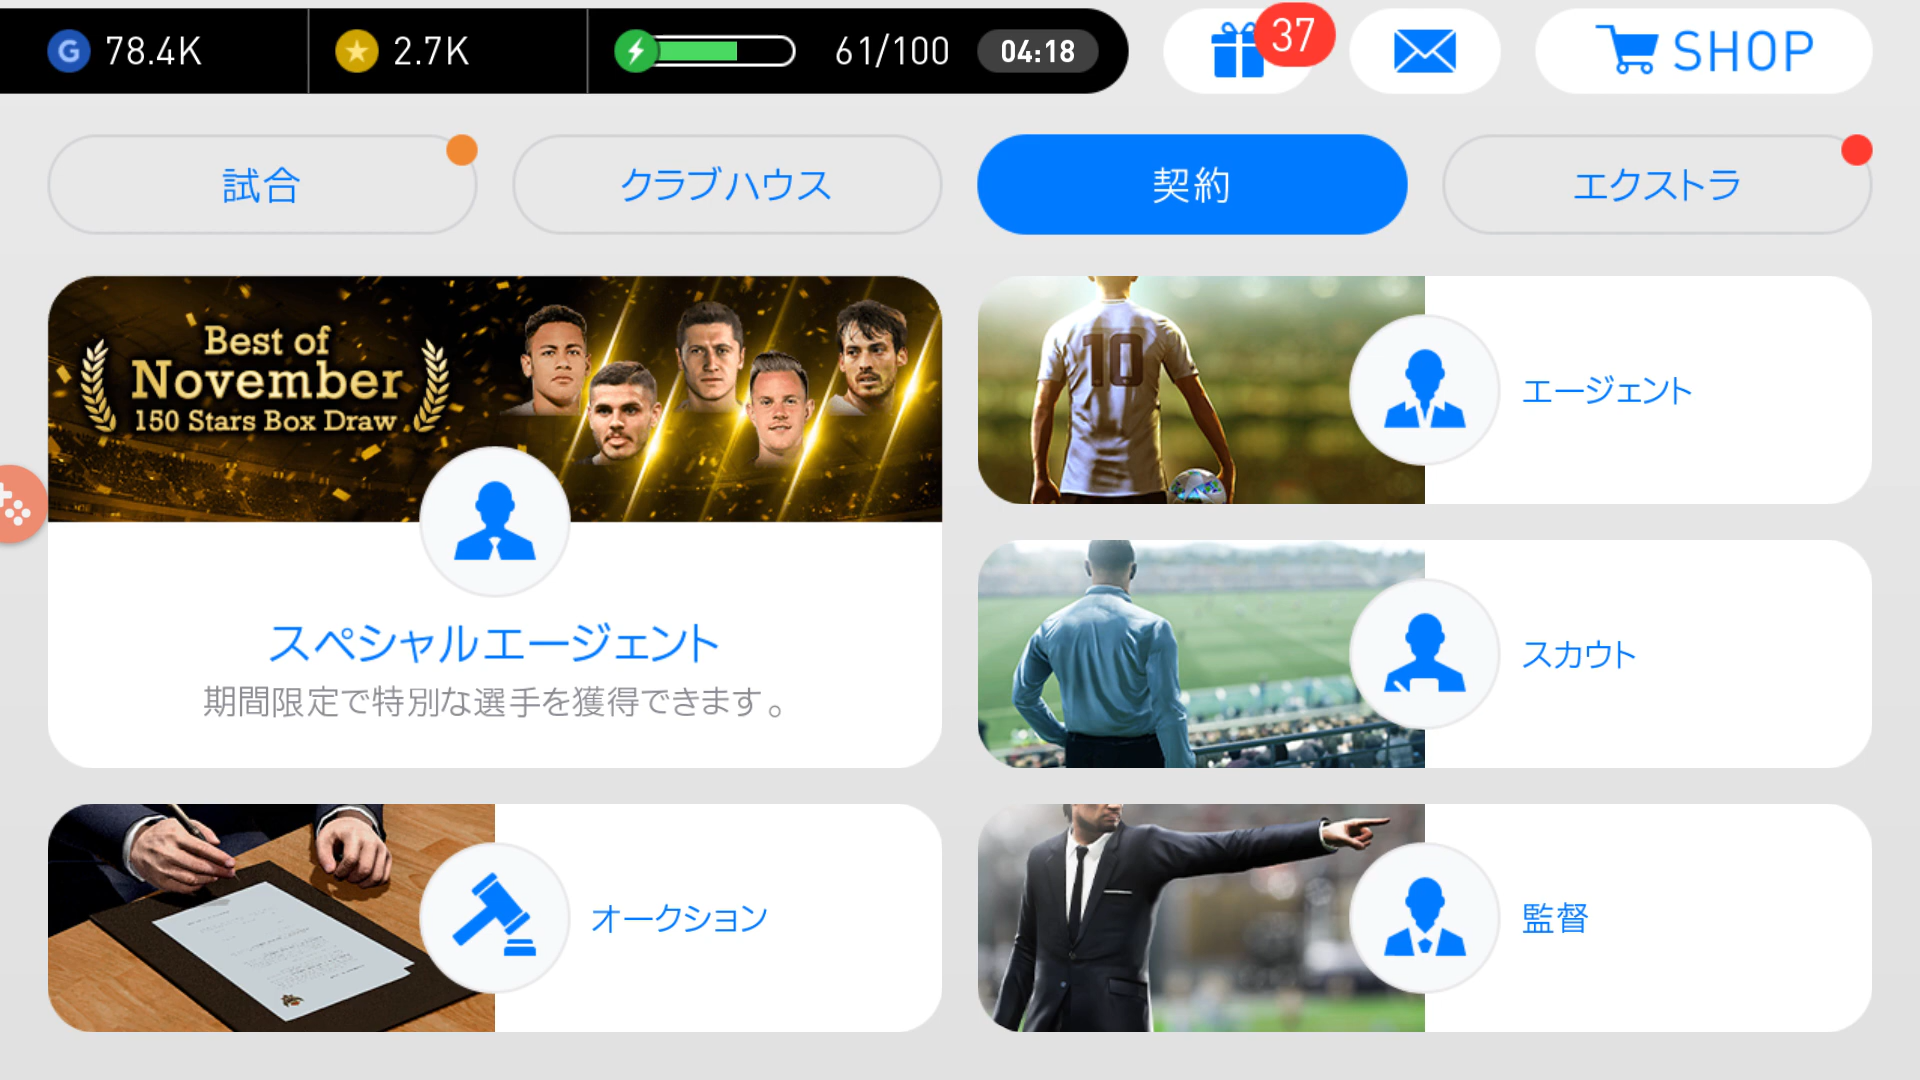 78.4K
2.7K
61/100
04:18
37
SHOP
試合
クラブハウス
契約
エクストラ
Best of
November
150 Stars Box Draw
スペシャルエージェント
期間限定で特別な選手を獲得できます。
10
エージェント
スカウト
オークション
監督